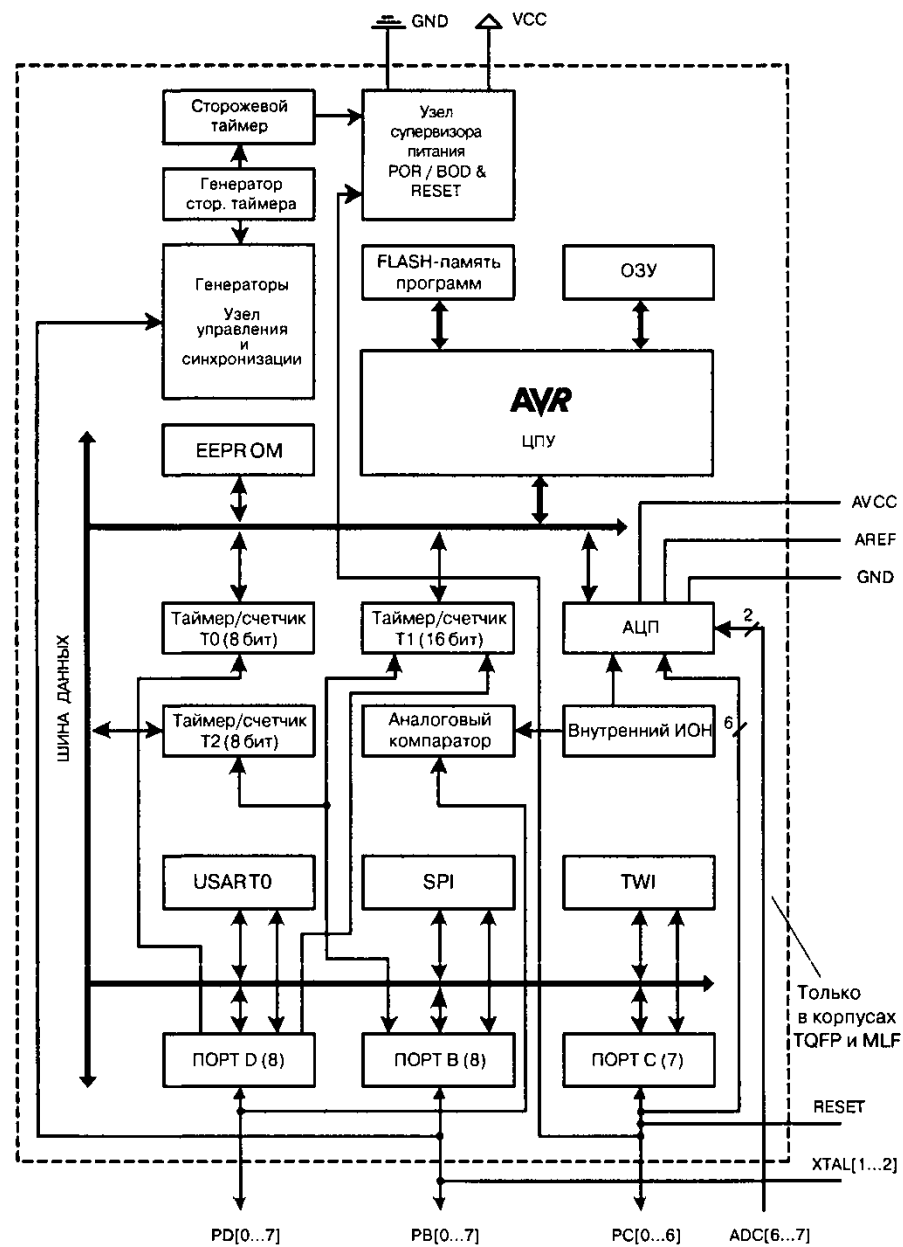 GND
VCC
Сторожевой
таймер
Узел
супервизора
питания
POR / BOD &
RESET
Генератор
стор. таймера
Генераторы
Узел
управления
и
синхронизации
FLASH-память
программ
ОЗУ
AVR
ЦПУ
EEPROM
AVCC
AREF
GND
ШИНА ДАННЫХ
Таймер/счетчик
T0 (8 бит)
Таймер/счетчик
T1 (16 бит)
АЦП
2
Таймер/счетчик
T2 (8 бит)
Аналоговый
компаратор
Внутренний ИОН
6
USART0
SPI
TWI
Только
в корпусах
TQFP и MLF
ПОРТ D (8)
ПОРТ B (8)
ПОРТ C (7)
RESET
XTAL[1...2]
PD[0...7]
PB[0...7]
PC[0...6]
ADC[6...7]